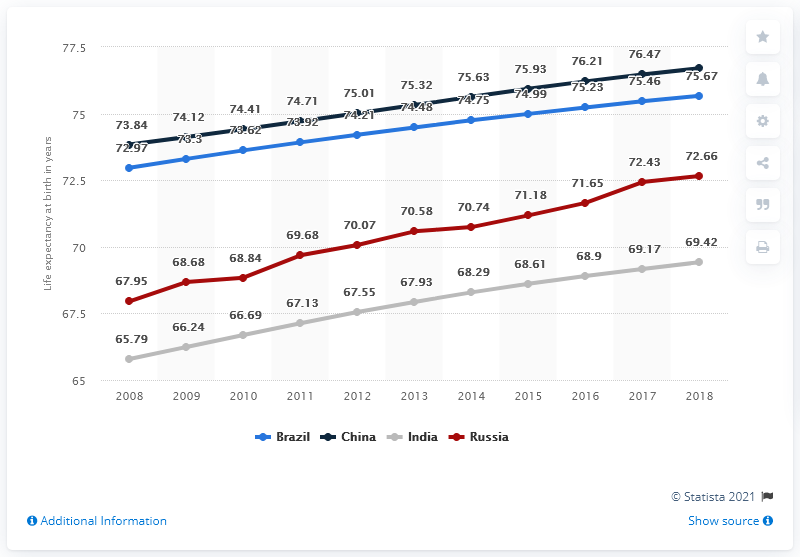 77.5
75
72.5
70
67.5
65
Life expectancy at birth in years
73.84 74.12 74.41 74.71 75.01 75.32 75.63 75.93 76.21 76.47
72.97 73.3 73.62 73.92 74.21 74.48 74.75 74.99 75.23 75.46 75.67
67.95 68.68 68.84 69.68 70.07 70.58 70.74 71.18 71.65 72.43 72.66
65.79 66.24 66.69 67.13 67.55 67.93 68.29 68.61 68.9 69.17 69.42
2008 2009 2010 2011 2012 2013 2014 2015 2016 2017 2018
Brazil China India Russia
© Statista 2021
Additional Information Show source